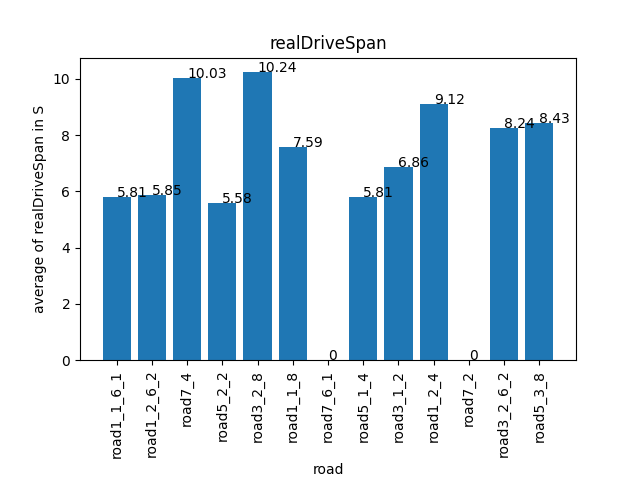 realDriveSpan
average of realDriveSpan in S
10
8
6
4
2
0
5.81
5.85
10.03
5.58
10.24
7.59
0
5.81
6.86
9.12
0
8.24
8.43
road1_1_6_1
road1_2_6_2
road7_4
road5_2_2
road3_2_8
road1_1_8
road7_6_1
road5_1_4
road3_1_2
road1_2_4
road7_2
road3_2_6_2
road5_3_8
road